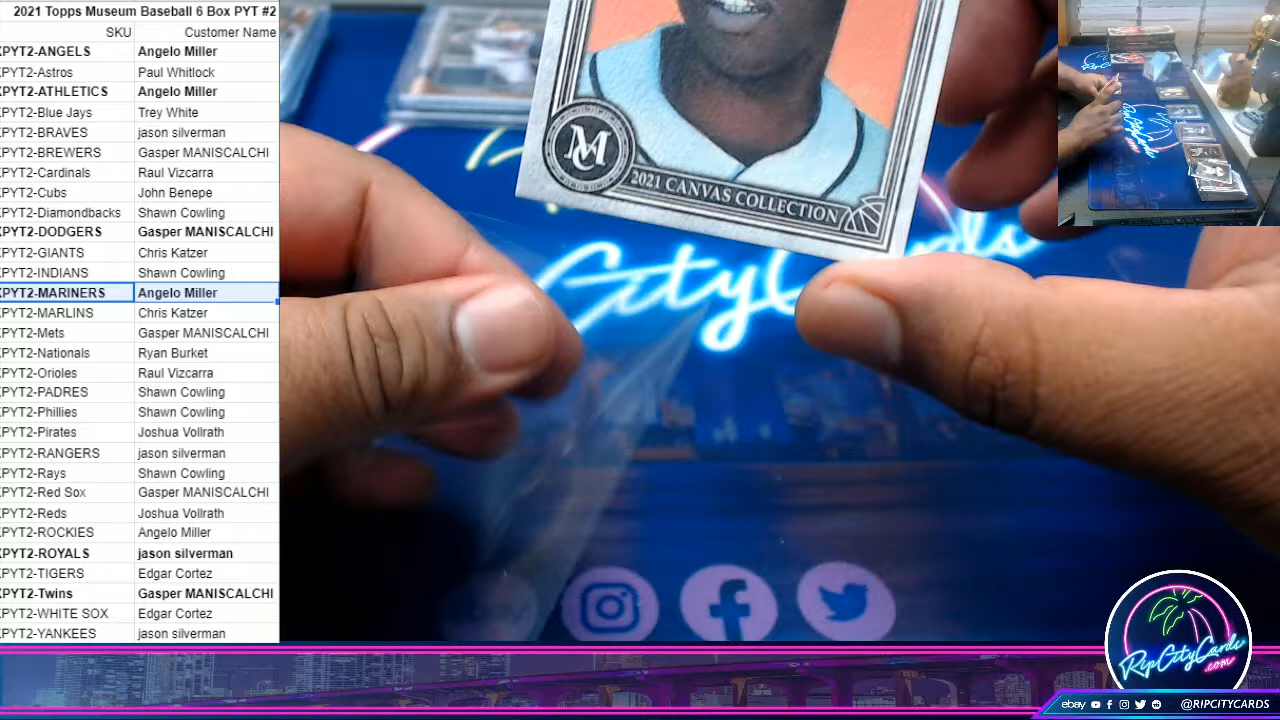 2021 Topps Museum Baseball 6 Box PYT #2
SKU Customer Name
PYT2-ANGELS Angelo Miller
PYT2-Astros Paul Whitlock
PYT2-ATHLETICS Angelo Miller
PYT2-Blue Jays Trey White
PYT2-BRAVES jason silverman
PYT2-BREWERS Gasper MANISCALCHI
PYT2-Cardinals Raul Vizcarra
PYT2-Cubs John Benepe
PYT2-Diamondbacks Shawn Cowling
PYT2-DODGERS Gasper MANISCALCHI
PYT2-GIANTS Chris Katzer
PYT2-INDIANS Shawn Cowling
PYT2-MARINERS Angelo Miller
PYT2-MARLINS Chris Katzer
PYT2-Mets Gasper MANISCALCHI
PYT2-Nationals Ryan Burket
PYT2-Orioles Raul Vizcarra
PYT2-PADRES Shawn Cowling
PYT2-Phillies Shawn Cowling
PYT2-Pirates Joshua Vollrath
PYT2-RANGERS jason silverman
PYT2-Rays Shawn Cowling
PYT2-Red Sox Gasper MANISCALCHI
PYT2-Reds Joshua Vollrath
PYT2-ROCKIES Angelo Miller
PYT2-ROYALS jason silverman
PYT2-TIGERS Edgar Cortez
PYT2-Twins Gasper MANISCALCHI
PYT2-WHITE SOX Edgar Cortez
PYT2-YANKEES jason silverman
MC
2021 CANVAS COLLECTION
RipCityCards
.com
ebay
@RIPCITYCARDS